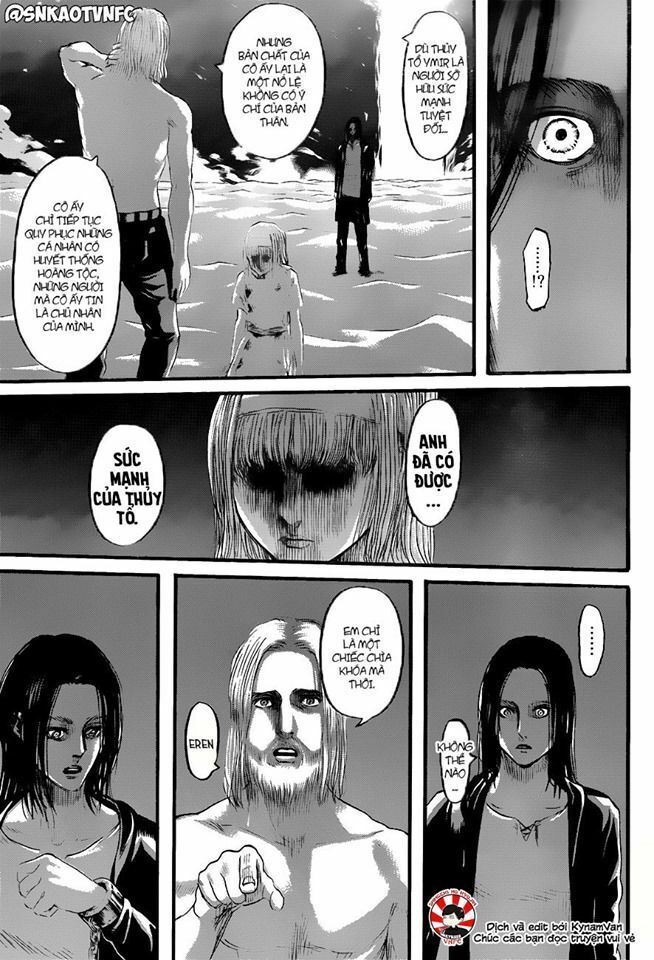 @SNKAOTVNFC
......!?
DÙ THỦY
TỔ YMIR LÀ
NGƯỜI SỞ
HỮU SỨC
MẠNH
TUYỆT
ĐỐI...
NHƯNG
BẢN CHẤT CỦA
CÔ ẤY LẠI LÀ
MỘT NÔ LỆ
KHÔNG CÓ Ý
CHÍ CỦA BẢN
THÂN.
CÔ ẤY
CHỈ TIẾP TỤC
QUY PHỤC NHỮNG
CÁ NHÂN CÓ
HUYẾT THỐNG
HOÀNG TỘC,
NHỮNG NGƯỜI
MÀ CÔ ẤY TIN
LÀ CHỦ NHÂN
CỦA MÌNH.
ANH
ĐÃ CÓ
ĐƯỢC
...
SỨC
MẠNH
CỦA THỦY
TỔ.
......
KHÔNG
THỂ
NÀO
...
EM CHỈ
LÀ MỘT
CHIẾC CHÌA
KHÓA MÀ
THÔI.
EREN
VNFC
Dịch và edit bởi KynamVan
Chúc các bạn đọc truyện vui vẻ